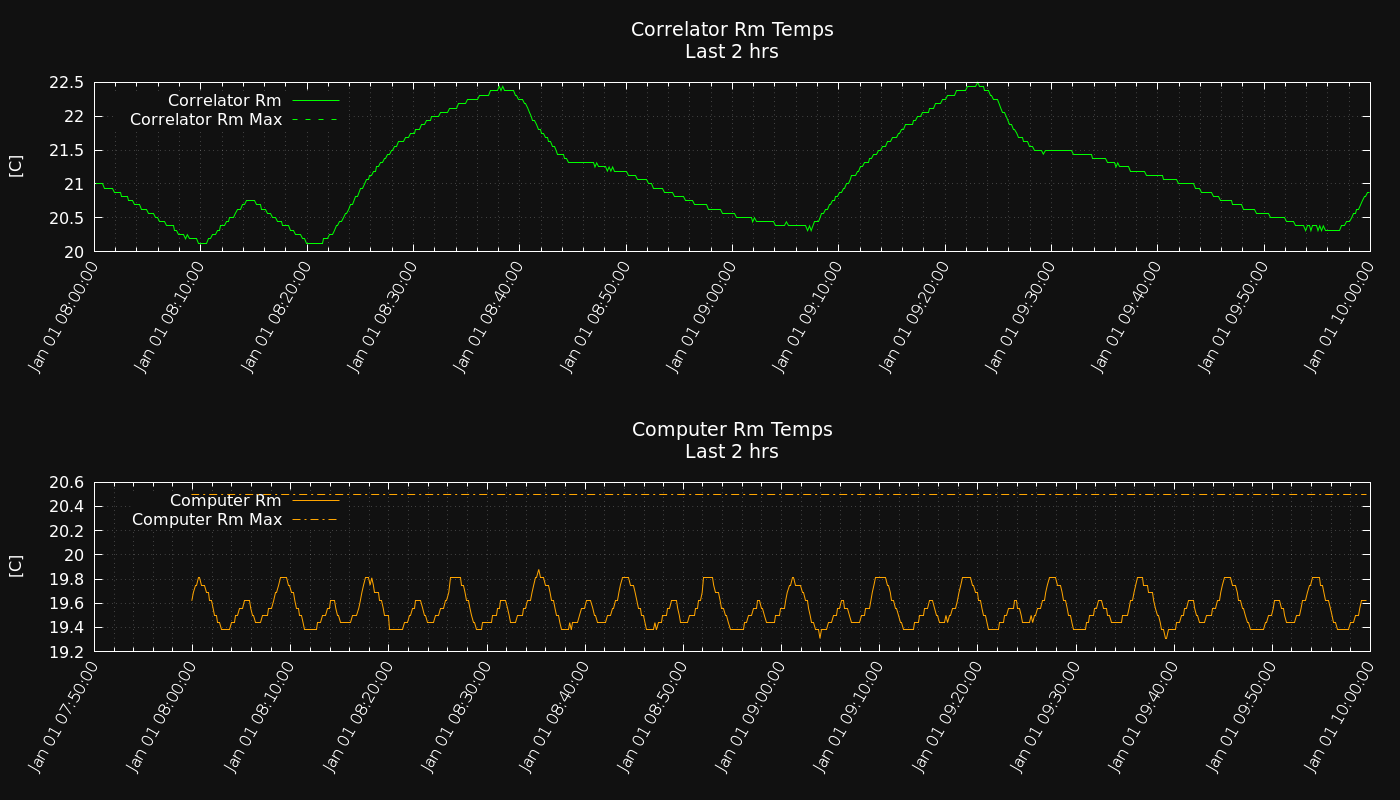 Correlator Rm Temps
Last 2 hrs
[C]
22.5
22
21.5
21
20.5
20
Correlator Rm
Correlator Rm Max
Jan 01 08:00:00
Jan 01 08:10:00
Jan 01 08:20:00
Jan 01 08:30:00
Jan 01 08:40:00
Jan 01 08:50:00
Jan 01 09:00:00
Jan 01 09:10:00
Jan 01 09:20:00
Jan 01 09:30:00
Jan 01 09:40:00
Jan 01 09:50:00
Jan 01 10:00:00
Computer Rm Temps
Last 2 hrs
[C]
20.6
20.4
20.2
20
19.8
19.6
19.4
19.2
Computer Rm
Computer Rm Max
Jan 01 07:50:00
Jan 01 08:00:00
Jan 01 08:10:00
Jan 01 08:20:00
Jan 01 08:30:00
Jan 01 08:40:00
Jan 01 08:50:00
Jan 01 09:00:00
Jan 01 09:10:00
Jan 01 09:20:00
Jan 01 09:30:00
Jan 01 09:40:00
Jan 01 09:50:00
Jan 01 10:00:00